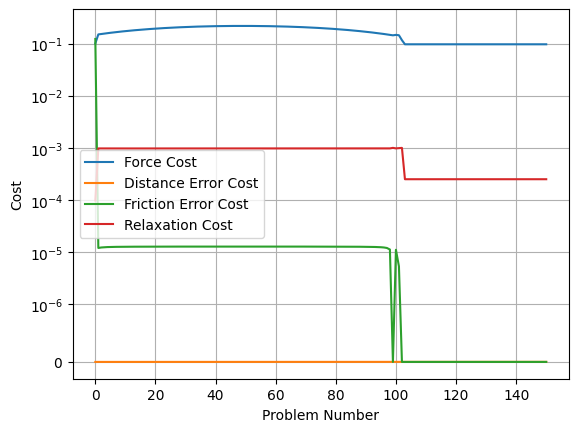 Cost
10⁻¹
10⁻²
10⁻³
10⁻⁴
10⁻⁵
10⁻⁶
0
Force Cost
Distance Error Cost
Friction Error Cost
Relaxation Cost
0 20 40 60 80 100 120 140
Problem Number